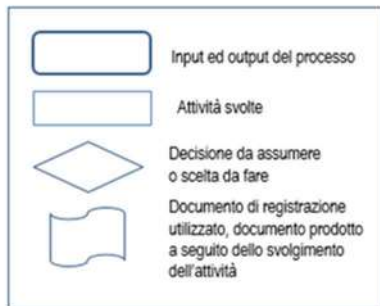 Input ed output del processo
Attività svolte
Decisione da assumere
o scelta da fare
Documento di registrazione
utilizzato, documento prodotto
a seguito dello svolgimento
dell'attività